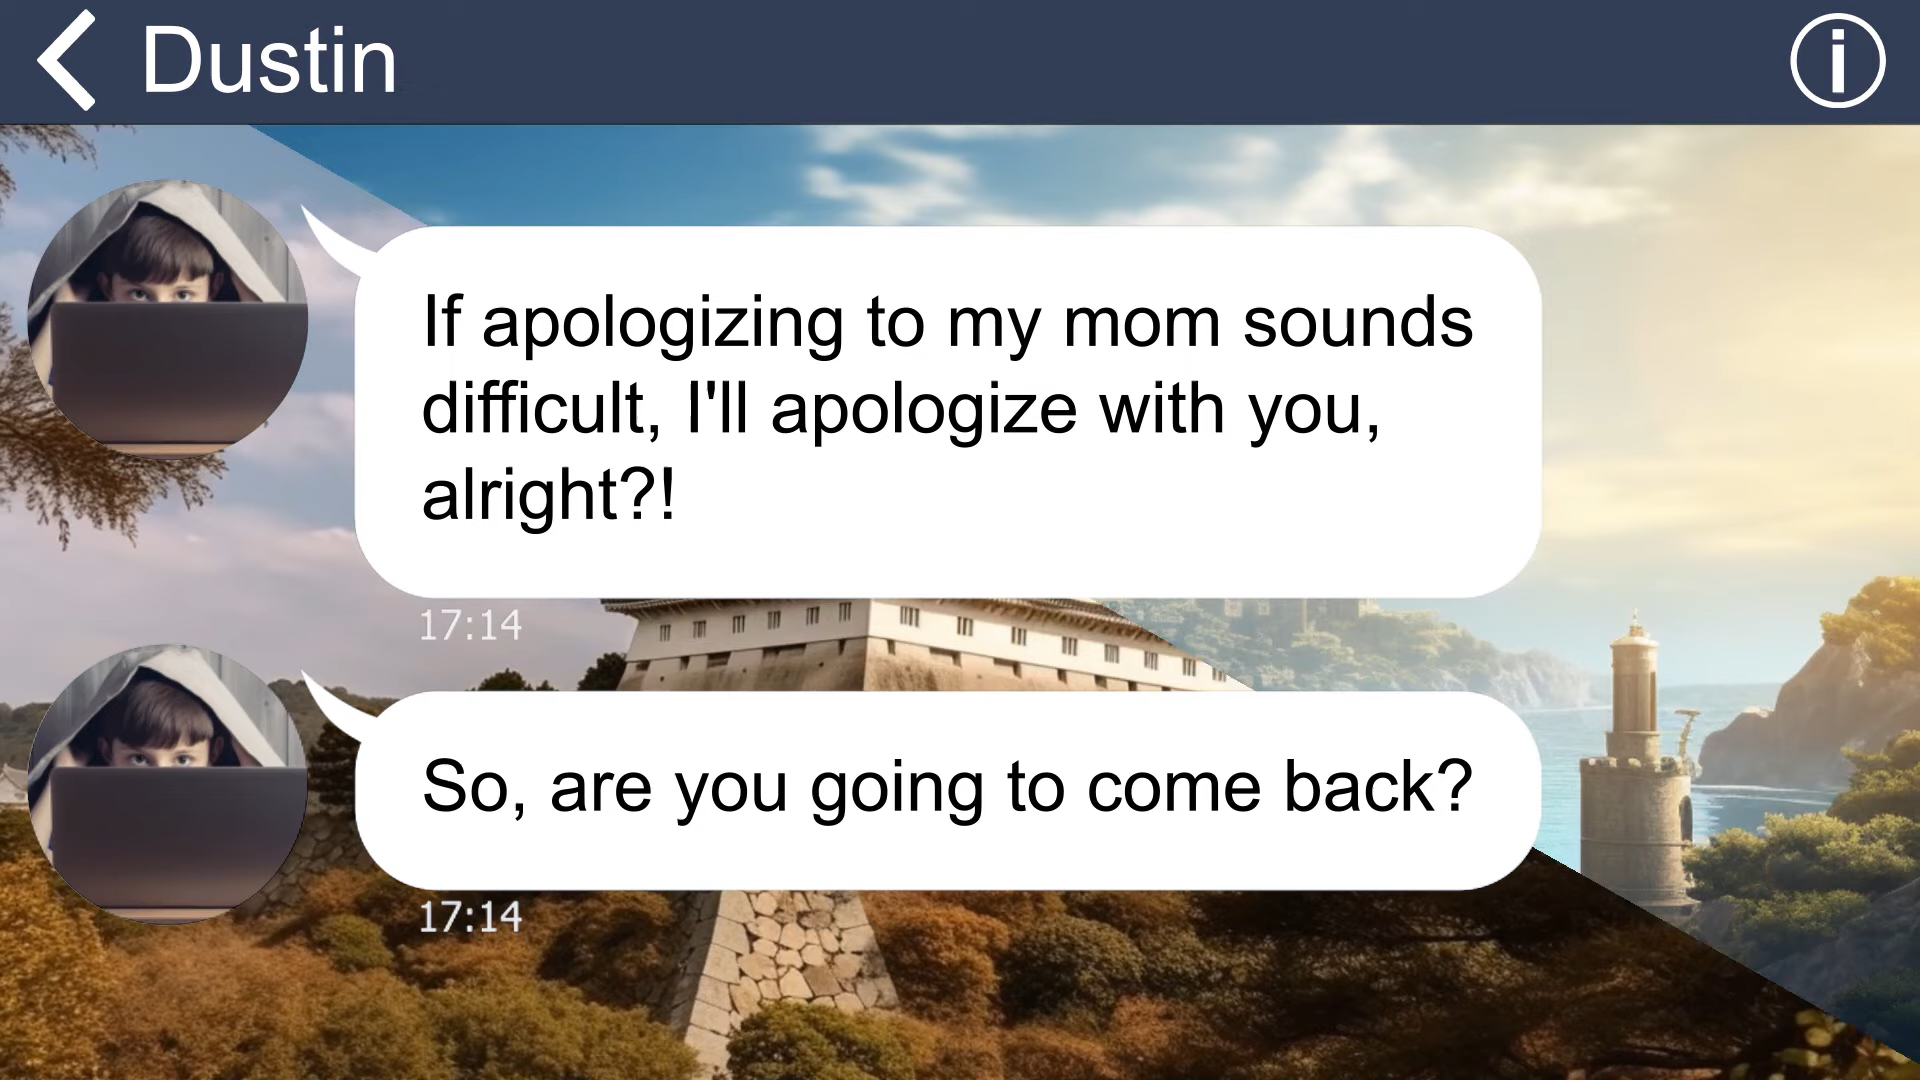 Dustin
If apologizing to my mom sounds
difficult, I'll apologize with you,
alright?!
17:14
So, are you going to come back?
17:14